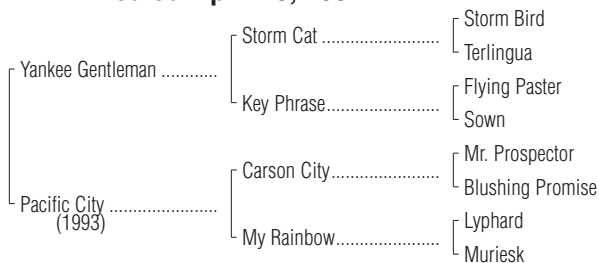 Storm Bird
Storm Cat ........................
Terlingua
Yankee Gentleman ...........
Flying Paster
Key Phrase.......................
Sown
Mr. Prospector
Carson City......................
Blushing Promise
Pacific City .....................
(1993)
Lyphard
My Rainbow.....................
Muriesk